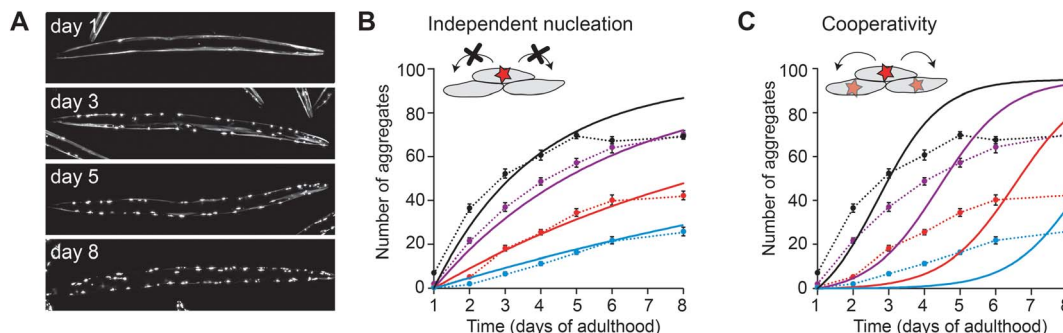 A
day 1
day 3
day 5
day 8
B
Independent nucleation
Number of aggregates
100
80
60
40
20
0
1 2 3 4 5 6 7 8
Time (days of adulthood)
C
Cooperativity
Number of aggregates
100
80
60
40
20
0
1 2 3 4 5 6 7 8
Time (days of adulthood)